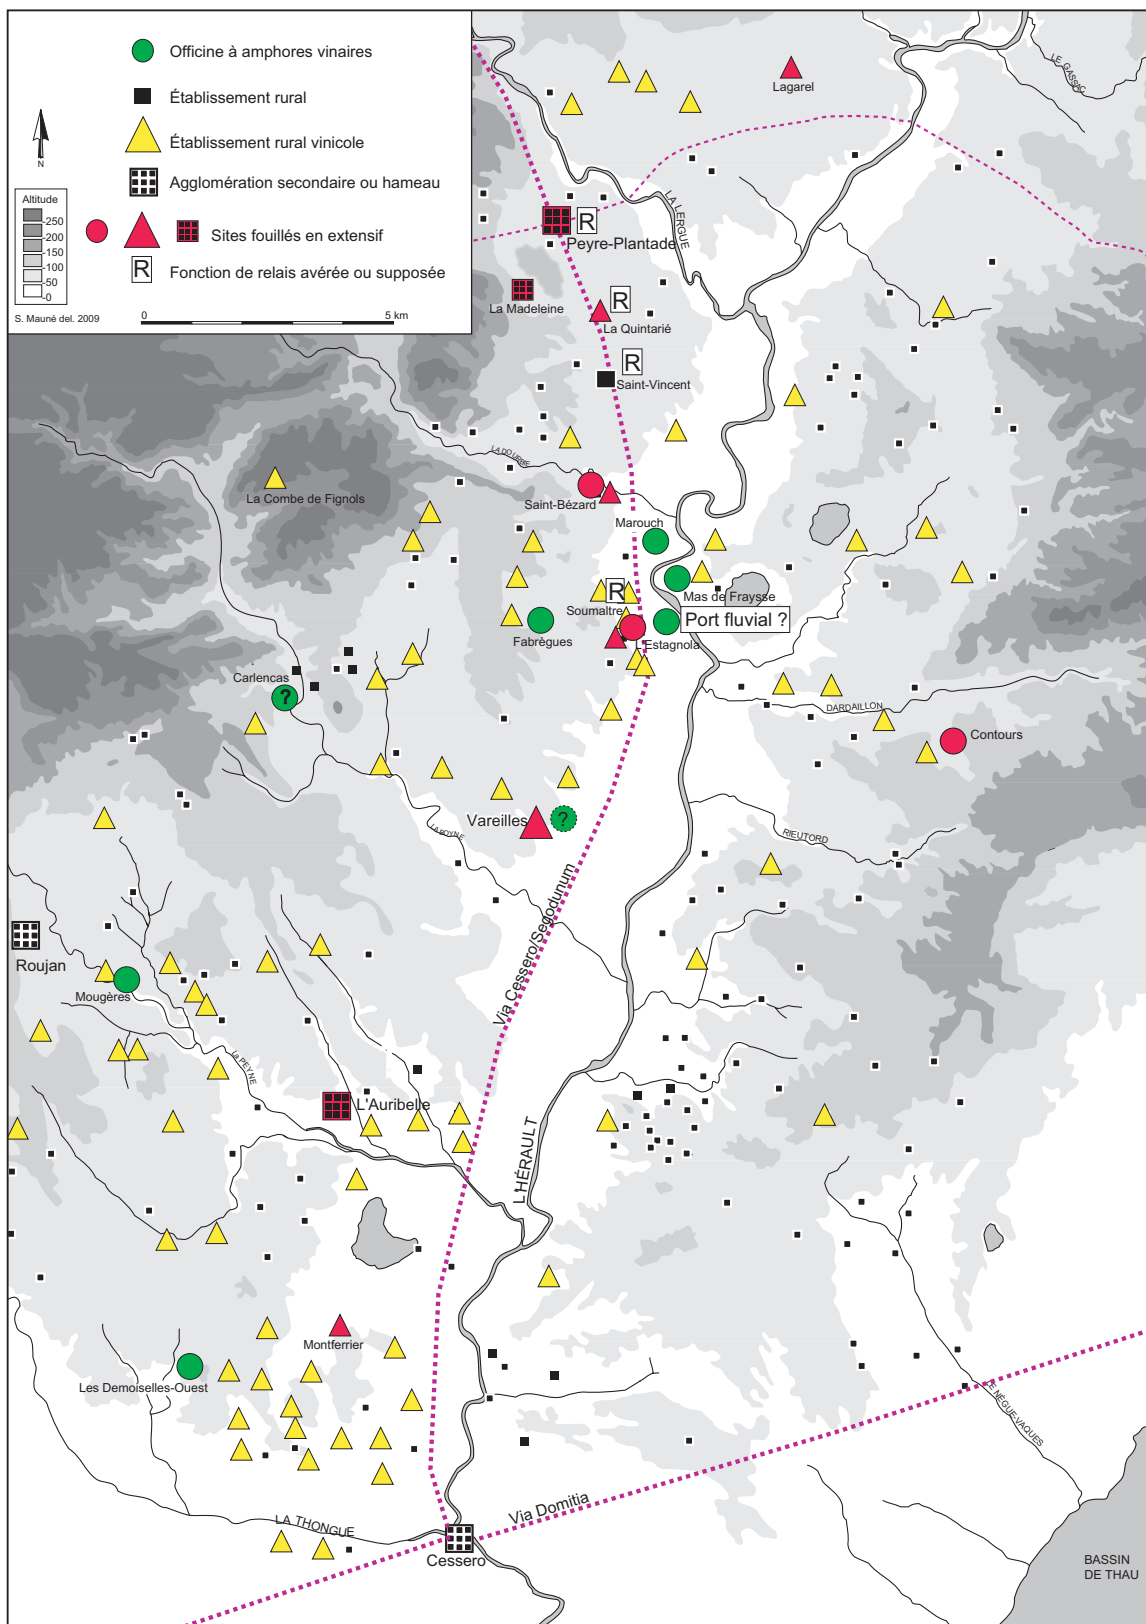 Officine à amphores vinaires
Établissement rural
Établissement rural vinicole
Agglomération secondaire ou hameau
Sites fouillés en extensif
R
Fonction de relais avérée ou supposée
N
Altitude
-250
-200
-150
-100
-50
-0
S. Mauné del. 2009
0
5 km
Lagarel
LE GASSAC
LA LERGUE
R
Peyre-Plantade
La Madeleine
R
La Quintarié
R
Saint-Vincent
LA DOURBIE
La Combe de Fignols
Saint-Bézard
Marouch
Mas de Fraysse
R
Soumaltre
Port fluvial ?
L'Estagnola
Fabrègues
Carlencas
?
DARDAILLON
Contours
Vareilles
?
LA BOYNE
RIEUTORD
Via Cessero/Segodunum
Roujan
Mougères
La PEYNE
L'Auribelle
L'HÉRAULT
Montferrier
Les Demoiselles-Ouest
LE NÈGUE-VAQUES
Via Domitia
LA THONGUE
Cessero
BASSIN
DE THAU